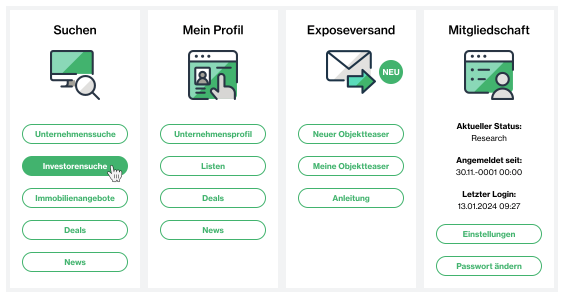 Suchen
Unternehmenssuche
Investorensuche
Immobilienangebote
Deals
News
Mein Profil
Unternehmensprofil
Listen
Deals
News
Exposeversand
NEU
Neuer Objektteaser
Meine Objektteaser
Anleitung
Mitgliedschaft
Aktueller Status:
Research
Angemeldet seit:
30.11.-0001 00:00
Letzter Login:
13.01.2024 09:27
Einstellungen
Passwort ändern